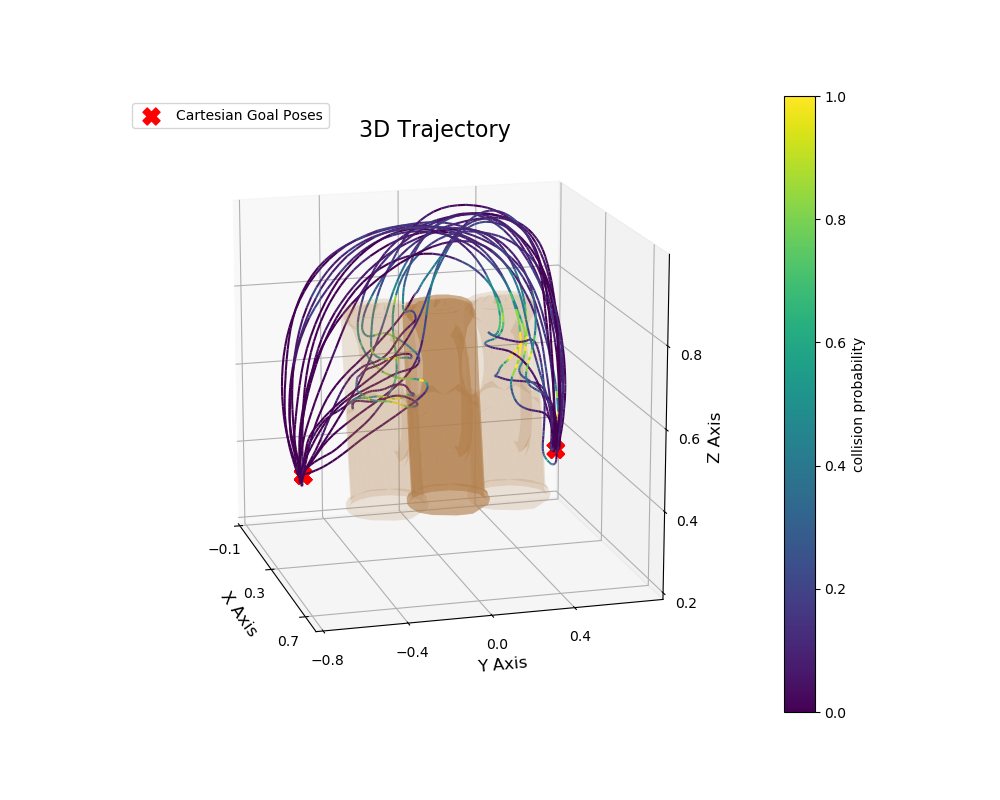 Cartesian Goal Poses
3D Trajectory
1.0
0.8
0.6
0.4
0.2
0.0
collision probability
0.8
0.6
0.4
0.2
Z Axis
−0.1
0.3
0.7
X Axis
−0.8
−0.4
0.0
0.4
Y Axis